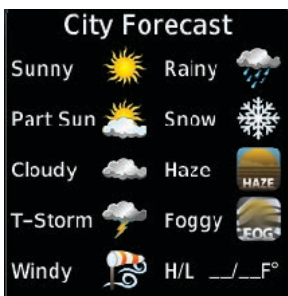 City Forecast
Sunny Rainy
Part Sun Snow
Cloudy Haze HAZE
T-Storm Foggy FOG
Windy H/L __/__F°